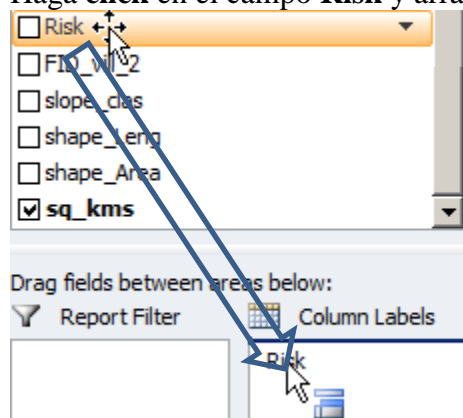 Haga click en el campo Risk y arra
Risk
FID_vill_2
slope_clas
shape_Leng
shape_Area
sq_kms
Drag fields between areas below:
Report Filter
Column Labels
Risk